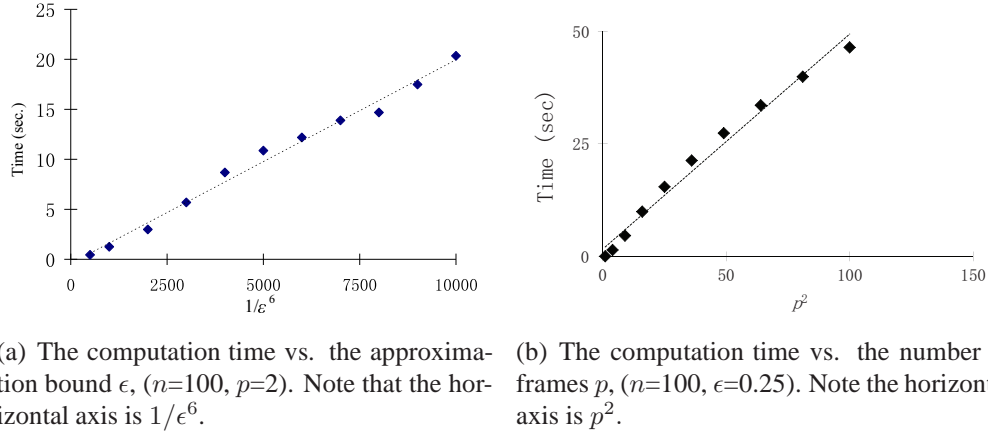 25
20
15
10
5
0
Time (sec.)
0 2500 5000 7500 10000
1/ε⁶
50
25
0
Time (sec)
0 50 100 150
p²
(a) The computation time vs. the approxima-
tion bound ϵ, (n=100, p=2). Note that the hor-
izontal axis is 1/ϵ⁶.
(b) The computation time vs. the number
frames p, (n=100, ϵ=0.25). Note the horizont
axis is p².